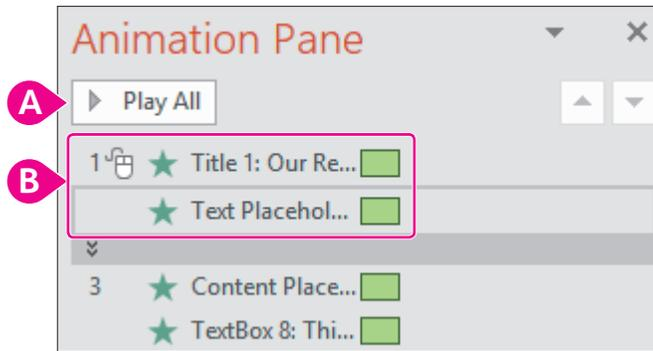 Animation Pane
A Play All
1 Title 1: Our Re...
B
Text Placehol...
3 Content Place...
TextBox 8: Thi...